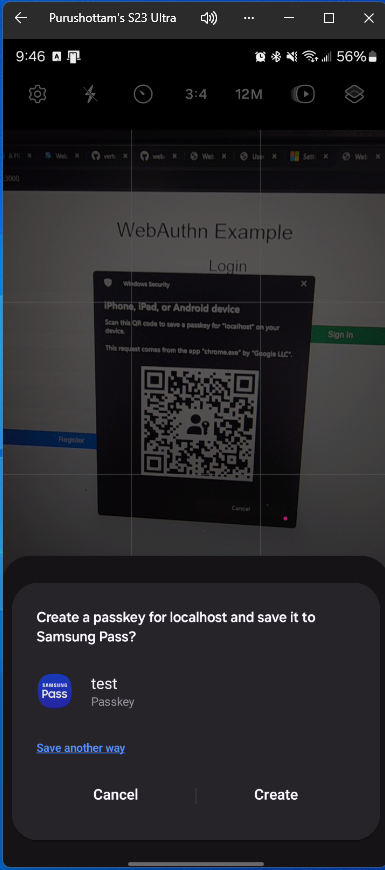 Purushottam's S23 Ultra
9:46
56%
3:4
12M
3000
WebAuthn Example
Login
Windows Security
iPhone, iPad, or Android device
Scan this QR code to save a passkey for "localhost" on your
device.
This request comes from the app "chrome.exe" by "Google LLC".
Sign In
Register
Cancel
Create a passkey for localhost and save it to
Samsung Pass?
SAMSUNG
Pass
test
Passkey
Save another way
Cancel
Create